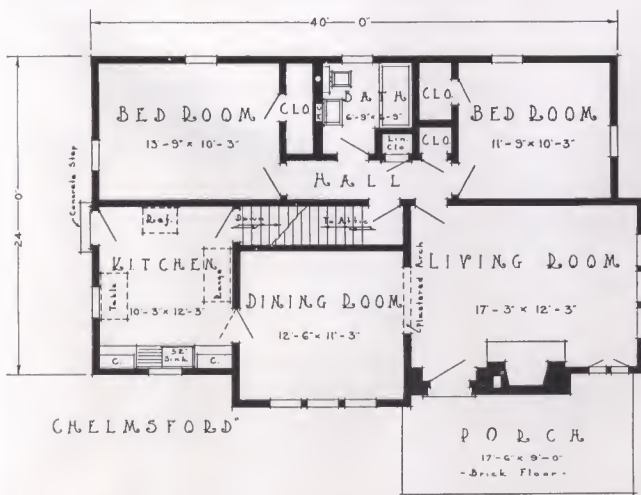 40'-0"
24'-0"
BED ROOM
13'-9" x 10'-3"
CLO
M.C.
BATH
6'-9" x 6'-9"
Lin. Clo
CLO.
CLO
BED ROOM
11'-9" x 10'-3"
HALL
Concrete Step
Ref.
Down
To Attic
KITCHEN
10'-3" x 12'-3"
Table
Range
C.
32" Sink
C.
DINING ROOM
12'-6" x 11'-3"
Plastered Arch
LIVING ROOM
17'-3" x 12'-3"
CHELMSFORD"
PORCH
17'-6" x 9'-0"
-Brick Floor-